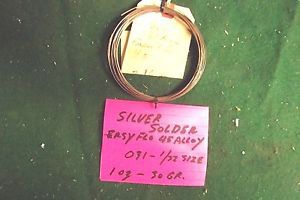 SILVER
SOLDER
EASY FLO 45 ALLOY
031 - 1/32 SIZE
1 oz - 30 GR.